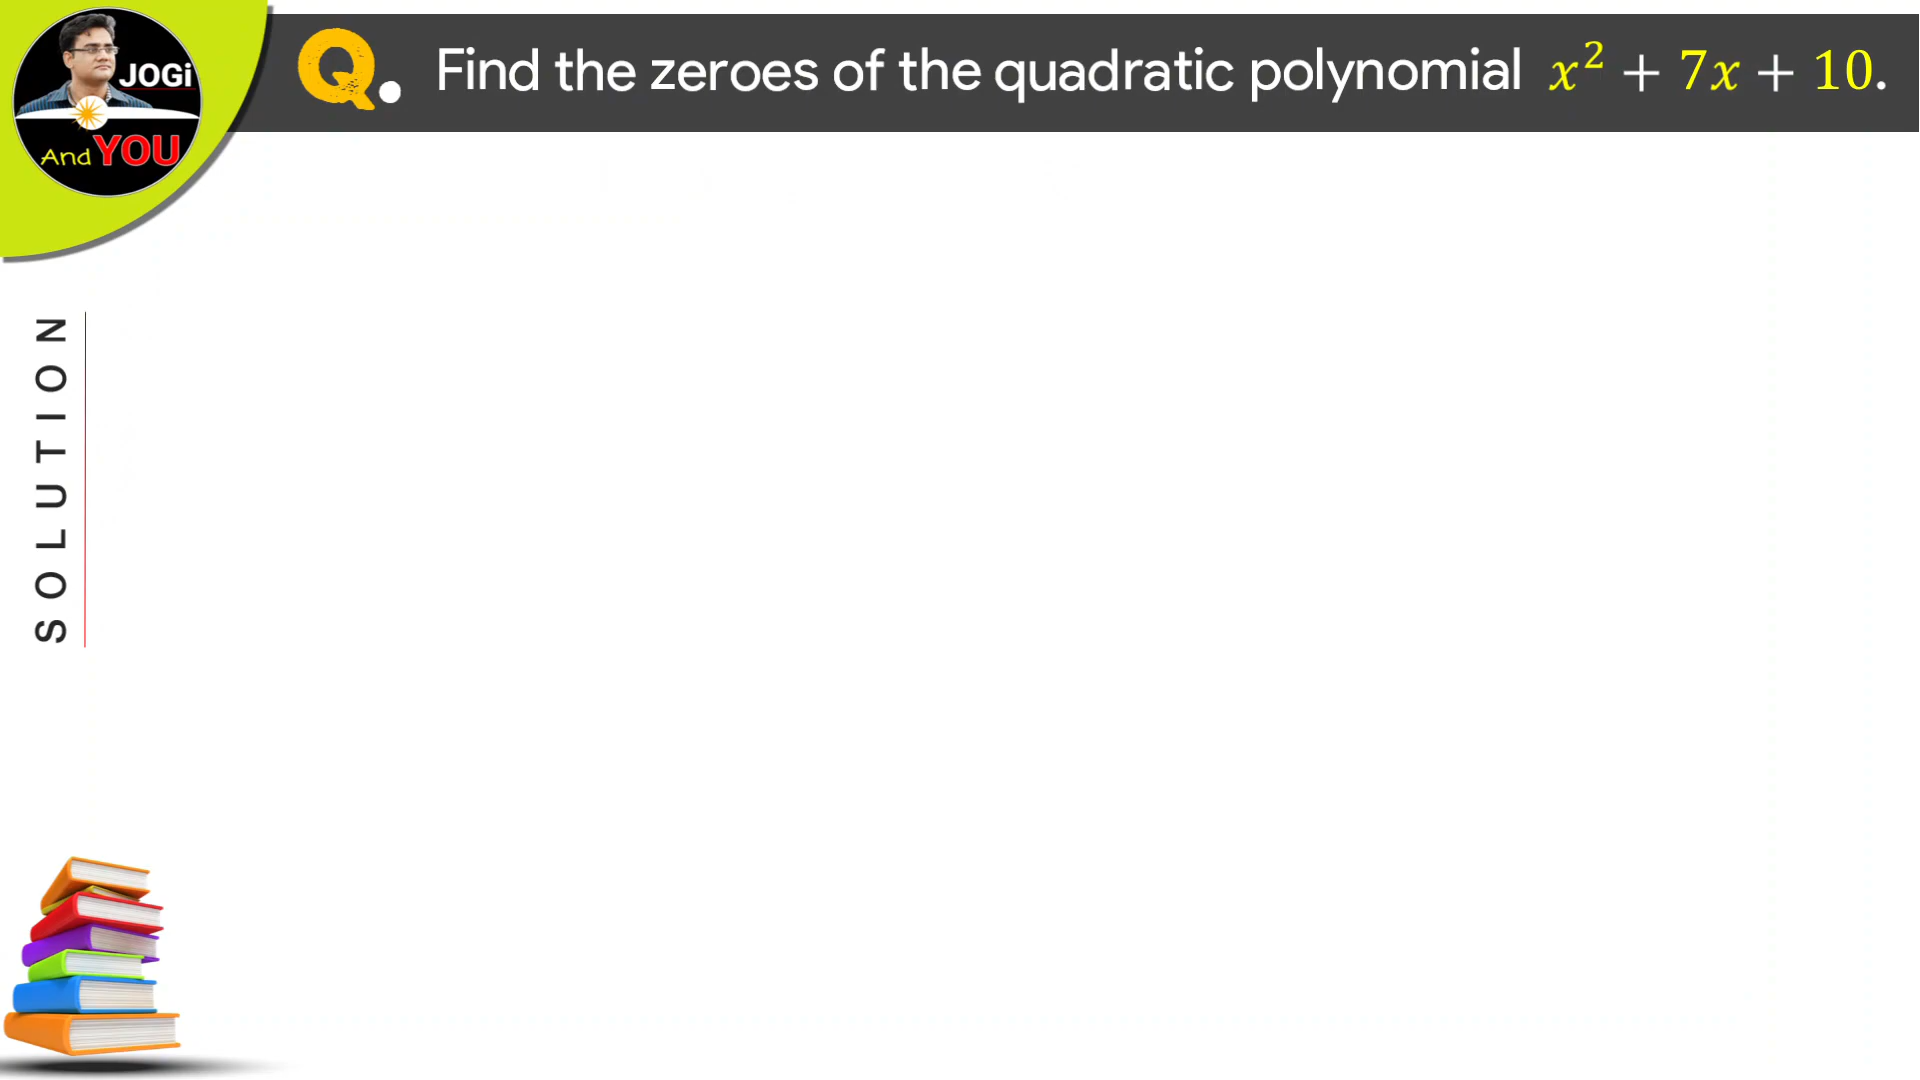 JOGi
And YOU
Q. Find the zeroes of the quadratic polynomial x² + 7x + 10.
SOLUTION